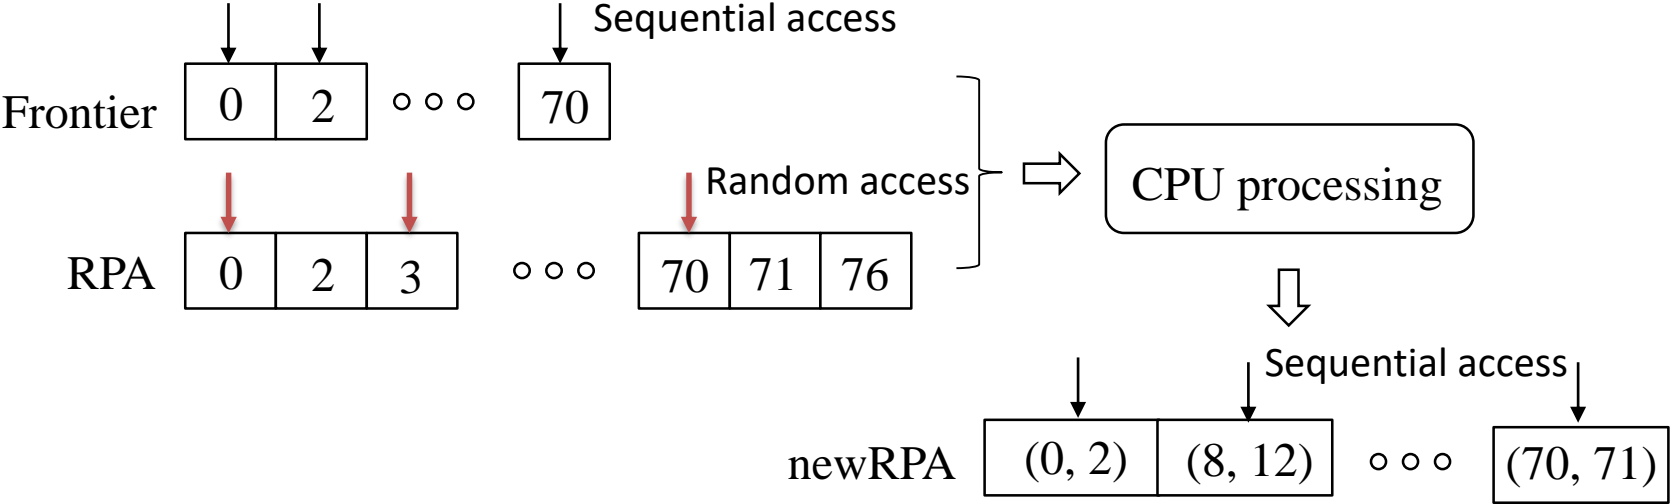 Sequential access
Frontier 0 2 70
Random access
RPA 0 2 3 70 71 76
CPU processing
Sequential access
newRPA (0, 2) (8, 12) (70, 71)